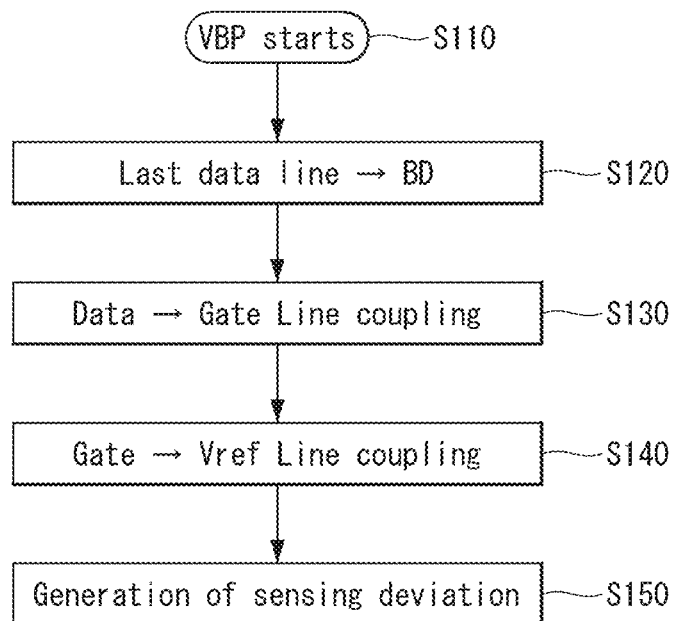 VBP starts S110
Last data line → BD S120
Data → Gate Line coupling S130
Gate → Vref Line coupling S140
Generation of sensing deviation S150